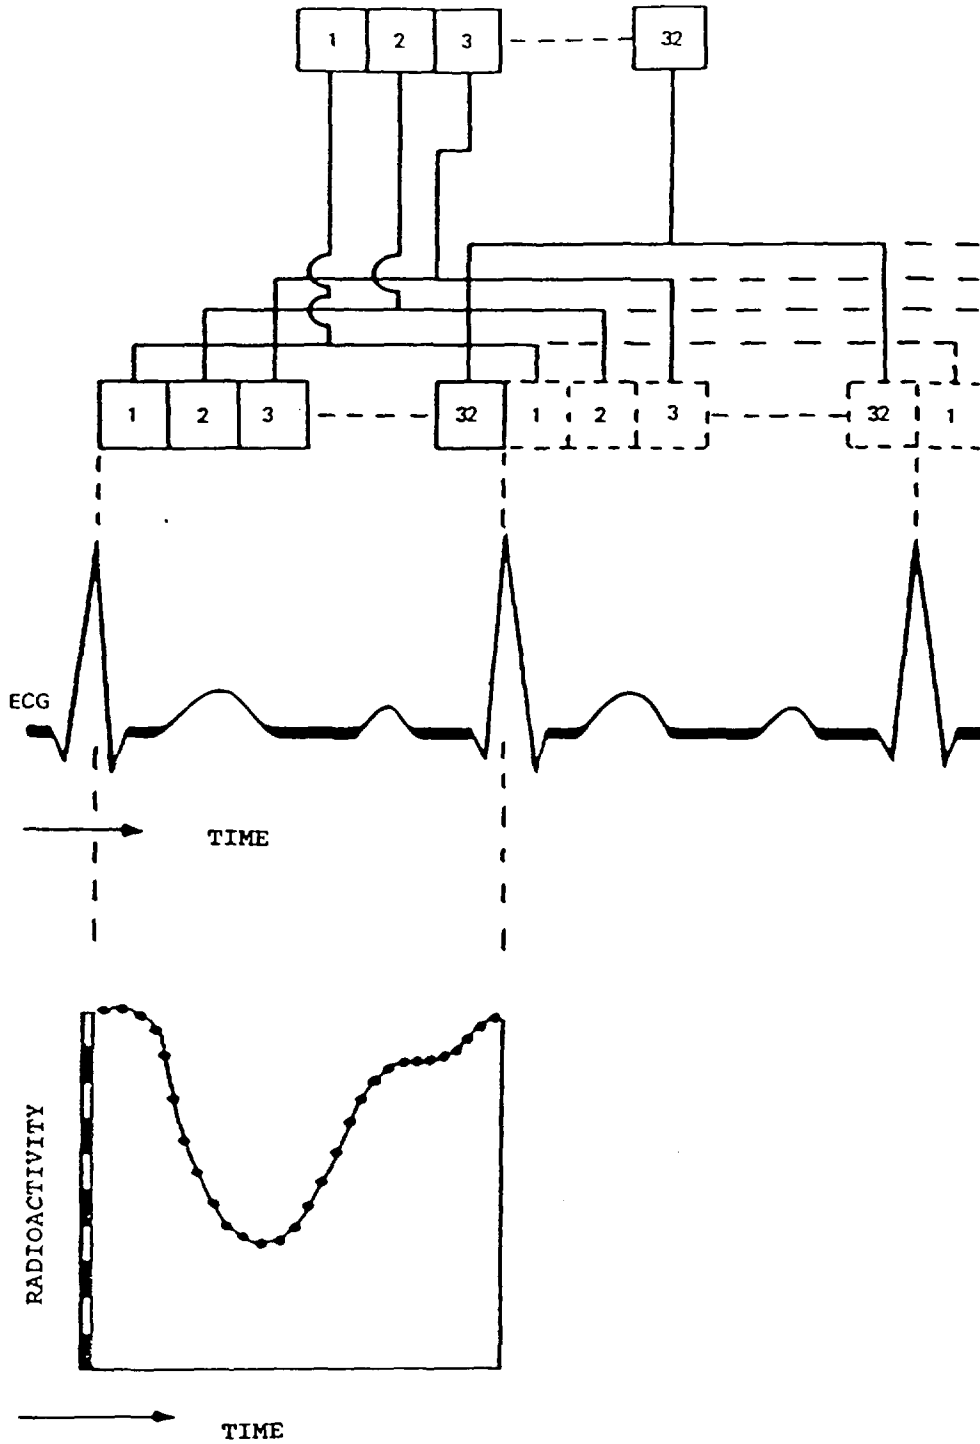 1 2 3 32
1 2 3 32 1 2 3 32 1
ECG
TIME
RADIOACTIVITY
TIME